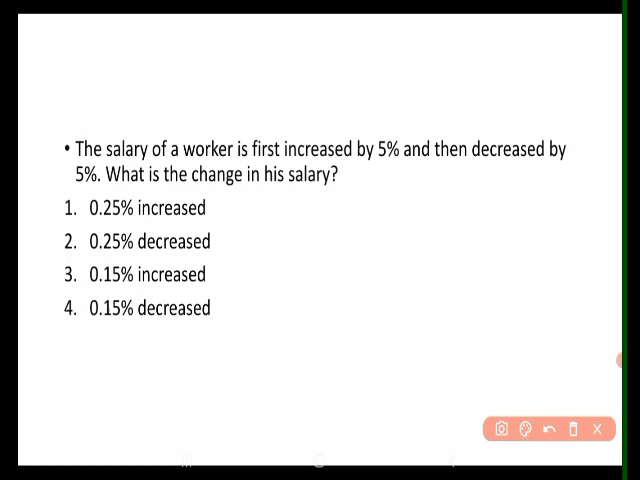 • The salary of a worker is first increased by 5% and then decreased by
5%. What is the change in his salary?
1. 0.25% increased
2. 0.25% decreased
3. 0.15% increased
4. 0.15% decreased